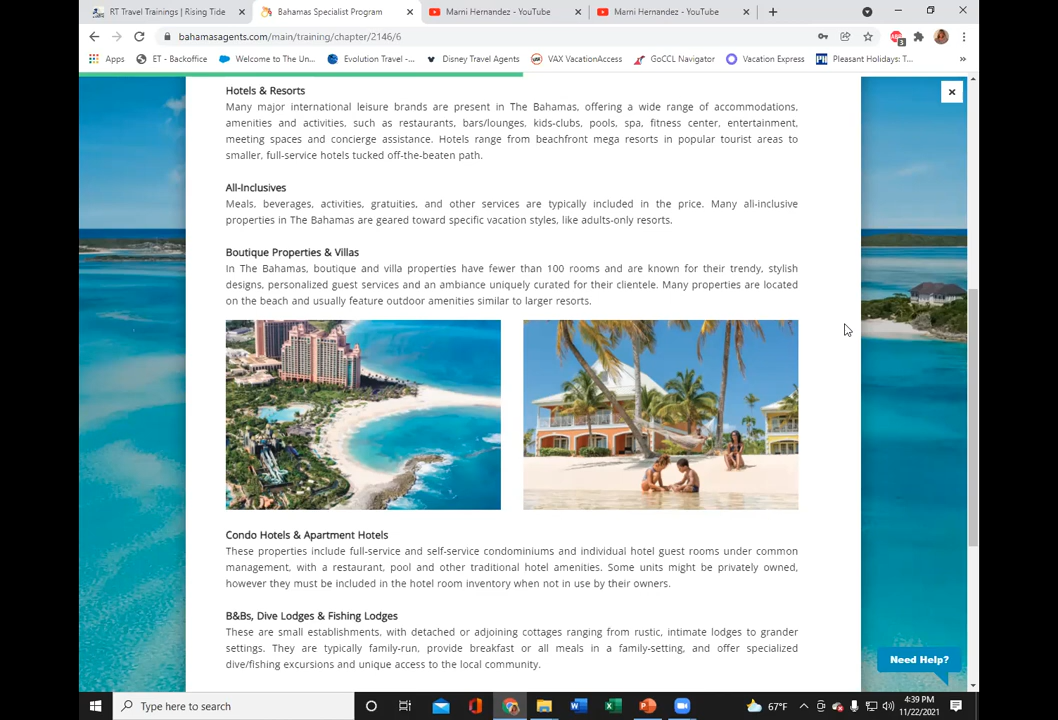 RT Travel Trainings | Rising Tide
Bahamas Specialist Program
Marni Hernandez - YouTube
Marni Hernandez - YouTube
bahamasagents.com/main/training/chapter/2146/6
3
Apps
ET - Backoffice
Welcome to The Un...
Evolution Travel -...
Disney Travel Agents
VAX VacationAccess
GoCCL Navigator
Vacation Express
Pleasant Holidays: T...
Hotels & Resorts
Many major international leisure brands are present in The Bahamas, offering a wide range of accommodations,
amenities and activities, such as restaurants, bars/lounges, kids-clubs, pools, spa, fitness center, entertainment,
meeting spaces and concierge assistance. Hotels range from beachfront mega resorts in popular tourist areas to
smaller, full-service hotels tucked off-the-beaten path.
All-Inclusives
Meals, beverages, activities, gratuities, and other services are typically included in the price. Many all-inclusive
properties in The Bahamas are geared toward specific vacation styles, like adults-only resorts.
Boutique Properties & Villas
In The Bahamas, boutique and villa properties have fewer than 100 rooms and are known for their trendy, stylish
designs, personalized guest services and an ambiance uniquely curated for their clientele. Many properties are located
on the beach and usually feature outdoor amenities similar to larger resorts.
Condo Hotels & Apartment Hotels
These properties include full-service and self-service condominiums and individual hotel guest rooms under common
management, with a restaurant, pool and other traditional hotel amenities. Some units might be privately owned,
however they must be included in the hotel room inventory when not in use by their owners.
B&Bs, Dive Lodges & Fishing Lodges
These are small establishments, with detached or adjoining cottages ranging from rustic, intimate lodges to grander
settings. They are typically family-run, provide breakfast or all meals in a family-setting, and offer specialized
dive/fishing excursions and unique access to the local community.
Need Help?
Type here to search
67°F
4:39 PM
11/22/2021